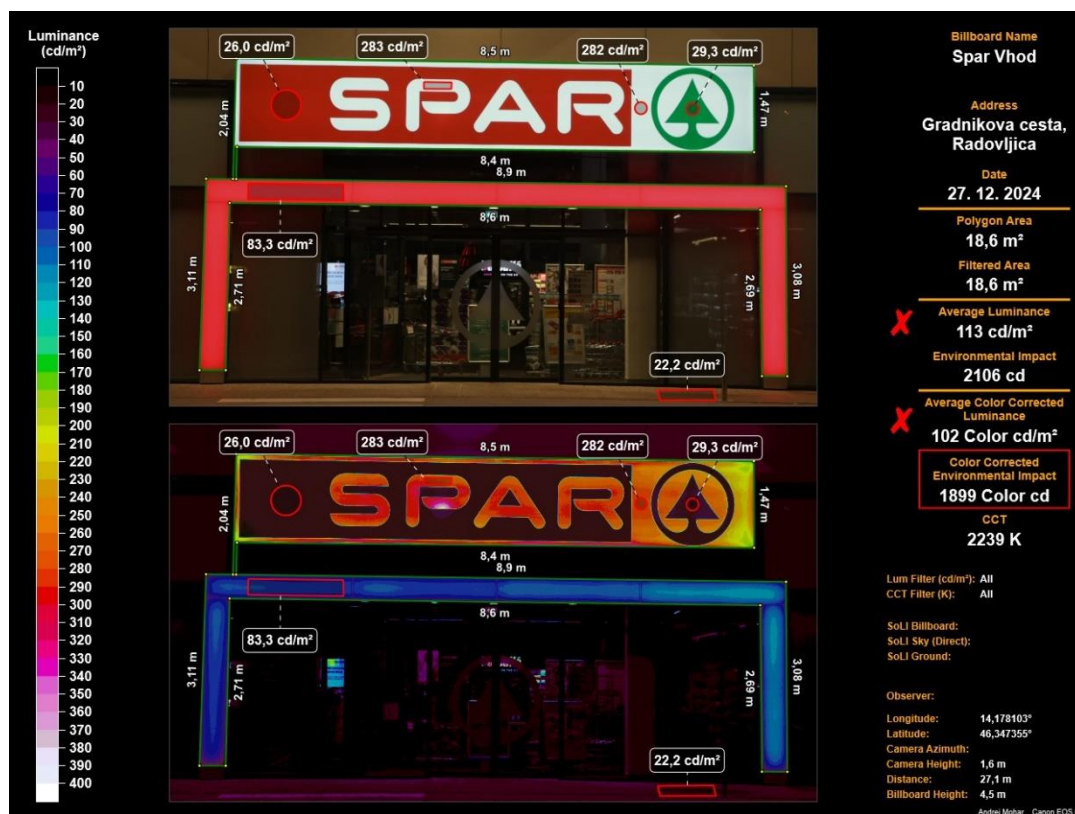 Luminance
(cd/m²)
10
20
30
40
50
60
70
80
90
100
110
120
130
140
150
160
170
180
190
200
210
220
230
240
250
260
270
280
290
300
310
320
330
340
350
360
370
380
390
400
26,0 cd/m²
283 cd/m²
8,5 m
282 cd/m²
29,3 cd/m²
SPAR
2,04 m
1,47 m
8,4 m
8,9 m
8,6 m
83,3 cd/m²
3,11 m
2,71 m
2,69 m
3,08 m
22,2 cd/m²
26,0 cd/m²
283 cd/m²
8,5 m
282 cd/m²
29,3 cd/m²
SPAR
2,04 m
1,47 m
8,4 m
8,9 m
8,6 m
83,3 cd/m²
3,11 m
2,71 m
2,69 m
3,08 m
22,2 cd/m²
Billboard Name
Spar Vhod
Address
Gradnikova cesta,
Radovljica
Date
27. 12. 2024
Polygon Area
18,6 m²
Filtered Area
18,6 m²
Average Luminance
113 cd/m²
Environmental Impact
2106 cd
Average Color Corrected
Luminance
102 Color cd/m²
Color Corrected
Environmental Impact
1899 Color cd
CCT
2239 K
Lum Filter (cd/m²): All
CCT Filter (K): All
SoLI Billboard:
SoLI Sky (Direct):
SoLI Ground:
Observer:
Longitude: 14,178103°
Latitude: 46,347355°
Camera Azimuth:
Camera Height: 1,6 m
Distance: 27,1 m
Billboard Height: 4,5 m
Andrej Mohar Canon EOS